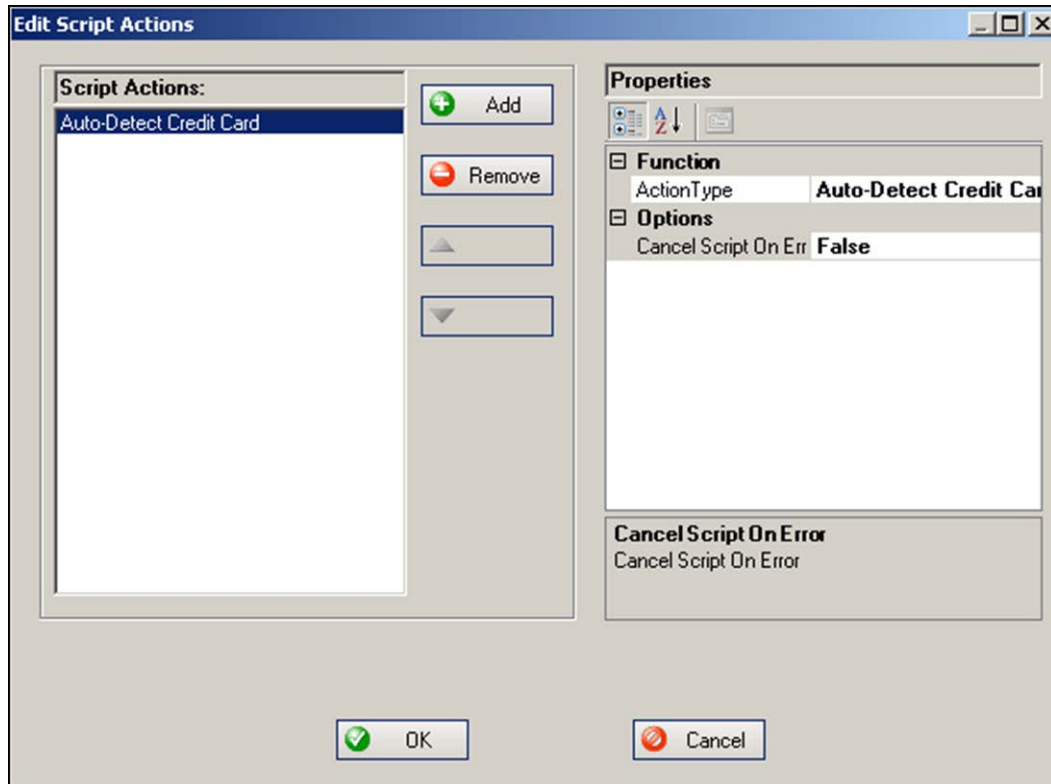 Edit Script Actions
Script Actions:
Auto-Detect Credit Card
Add
Remove
Properties
Function
ActionType Auto-Detect Credit Car
Options
Cancel Script On Err False
Cancel Script On Error
Cancel Script On Error
OK
Cancel